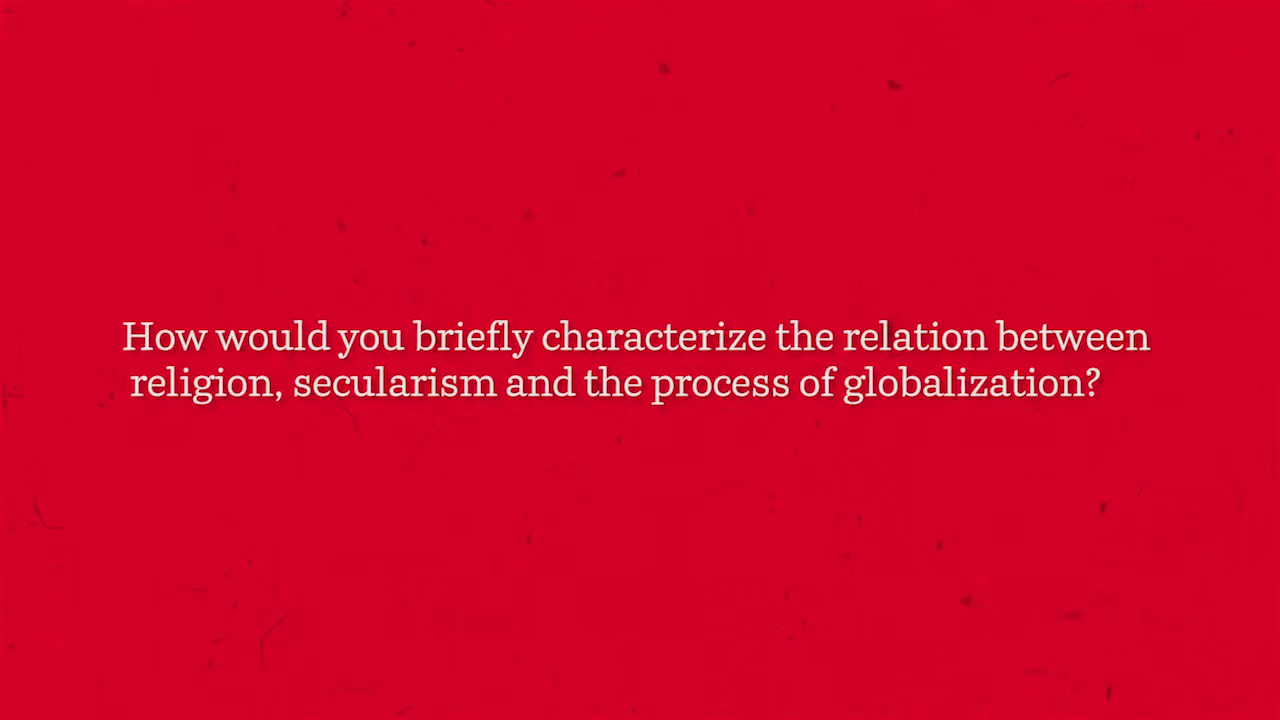 How would you briefly characterize the relation between
religion, secularism and the process of globalization?